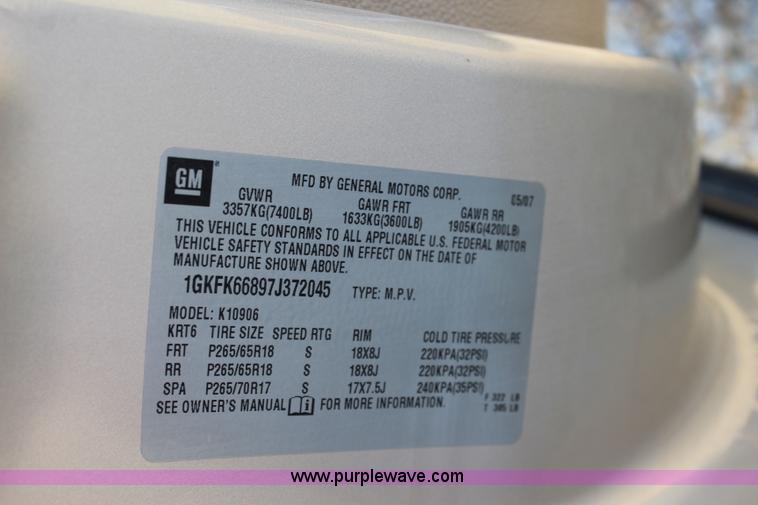 GM
MFD BY GENERAL MOTORS CORP. 05/07
GVWR GAWR FRT GAWR RR
3357KG(7400LB) 1633KG(3600LB) 1905KG(4200LB)
THIS VEHICLE CONFORMS TO ALL APPLICABLE U.S. FEDERAL MOTOR
VEHICLE SAFETY STANDARDS IN EFFECT ON THE DATE OF
MANUFACTURE SHOWN ABOVE.
1GKFK66897J372045 TYPE: M.P.V.
MODEL: K10906
KRT6 TIRE SIZE SPEED RTG RIM COLD TIRE PRESSURE
FRT P265/65R18 S 18X8J 220KPA(32PSI)
RR P265/65R18 S 18X8J 220KPA(32PSI)
SPA P265/70R17 S 17X7.5J 240KPA(35PSI)
SEE OWNER'S MANUAL FOR MORE INFORMATION.
F 322 LB
T 305 LB
www.purplewave.com